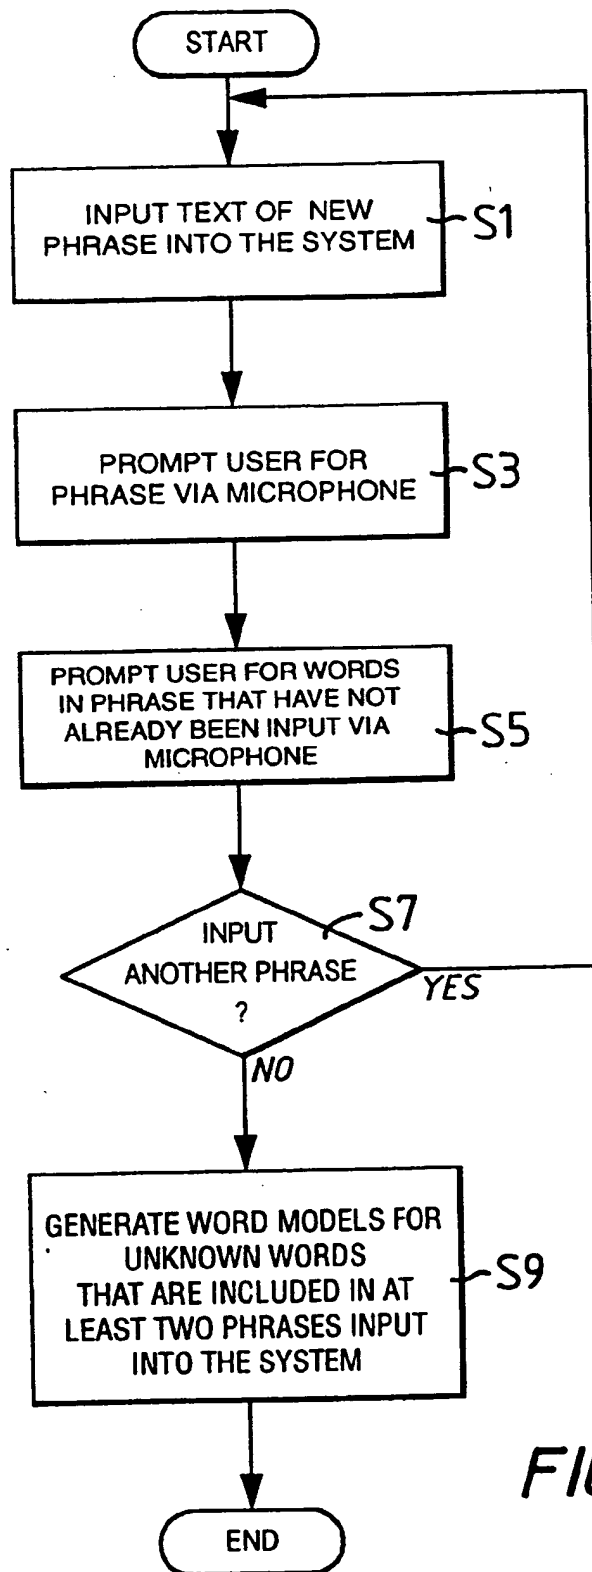 START
INPUT TEXT OF NEW
PHRASE INTO THE SYSTEM
S1
PROMPT USER FOR
PHRASE VIA MICROPHONE
S3
PROMPT USER FOR WORDS
IN PHRASE THAT HAVE NOT
ALREADY BEEN INPUT VIA
MICROPHONE
S5
S7
INPUT
ANOTHER PHRASE
?
YES
NO
GENERATE WORD MODELS FOR
UNKNOWN WORDS
THAT ARE INCLUDED IN AT
LEAST TWO PHRASES INPUT
INTO THE SYSTEM
S9
END